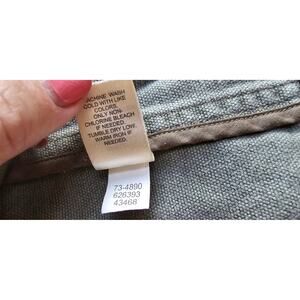 MACHINE WASH
COLD WITH LIKE
COLORS.
ONLY NON-
CHLORINE BLEACH
IF NEEDED.
TUMBLE DRY LOW.
WARM IRON IF
NEEDED.
73-4890
626393
43466